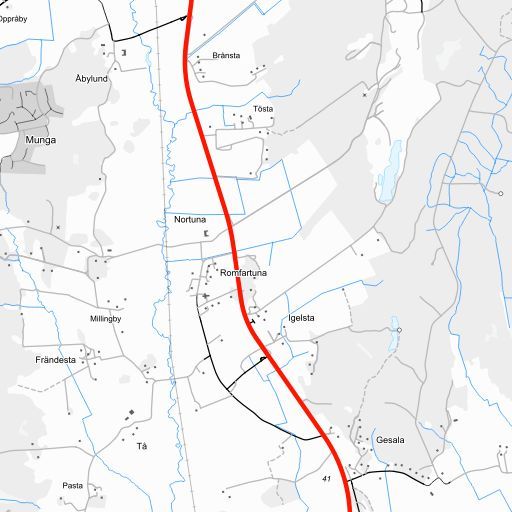 Oppråby
Bränsta
Åbylund
Tösta
Munga
Nortuna
Romfartuna
Millingby
Igelsta
Frändesta
Gesala
Tå
Pasta
41